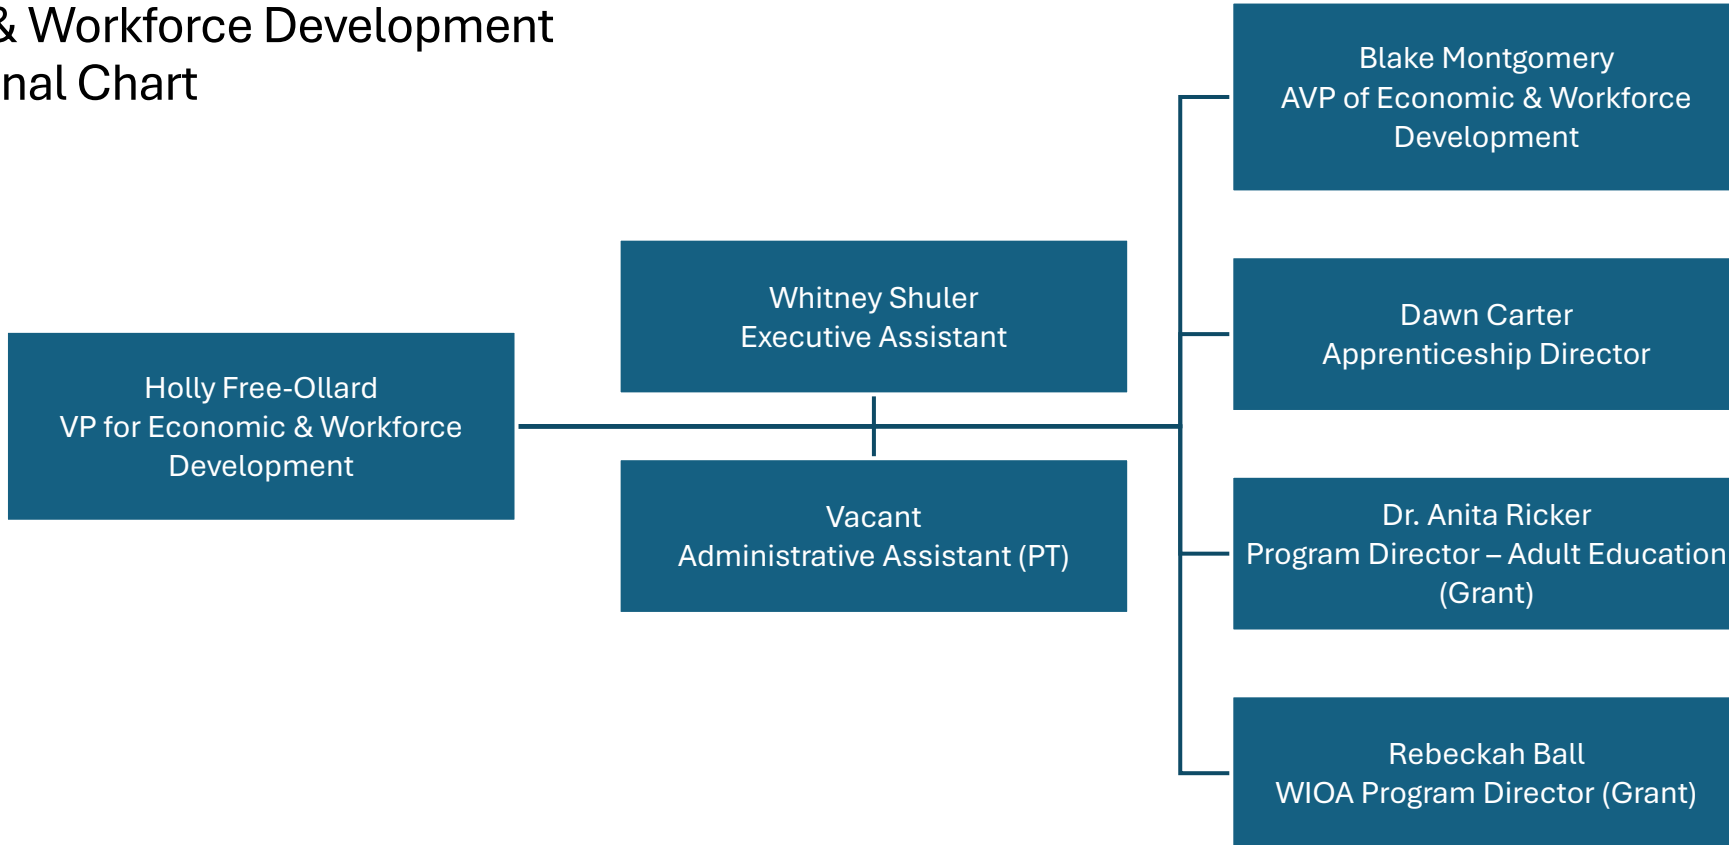 & Workforce Development
nal Chart
Holly Free-Ollard
VP for Economic & Workforce
Development
Whitney Shuler
Executive Assistant
Vacant
Administrative Assistant (PT)
Blake Montgomery
AVP of Economic & Workforce
Development
Dawn Carter
Apprenticeship Director
Dr. Anita Ricker
Program Director – Adult Education
(Grant)
Rebeckah Ball
WIOA Program Director (Grant)